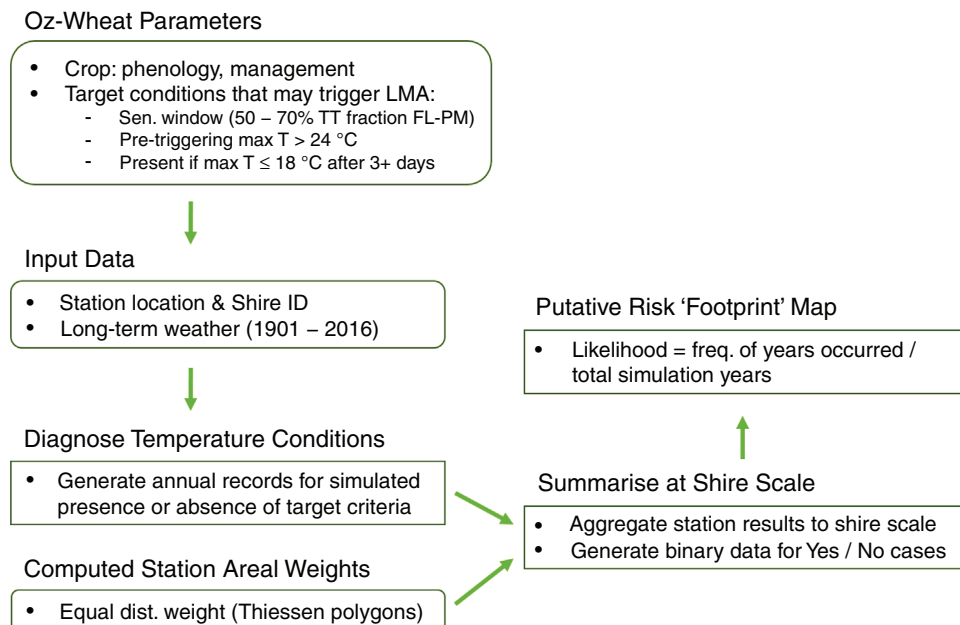 Oz-Wheat Parameters
• Crop: phenology, management
• Target conditions that may trigger LMA:
- Sen. window (50 – 70% TT fraction FL-PM)
- Pre-triggering max T > 24 °C
- Present if max T ≤ 18 °C after 3+ days
Input Data
• Station location & Shire ID
• Long-term weather (1901 – 2016)
Diagnose Temperature Conditions
• Generate annual records for simulated
presence or absence of target criteria
Computed Station Areal Weights
• Equal dist. weight (Thiessen polygons)
Summarise at Shire Scale
• Aggregate station results to shire scale
• Generate binary data for Yes / No cases
Putative Risk ‘Footprint’ Map
• Likelihood = freq. of years occurred /
total simulation years